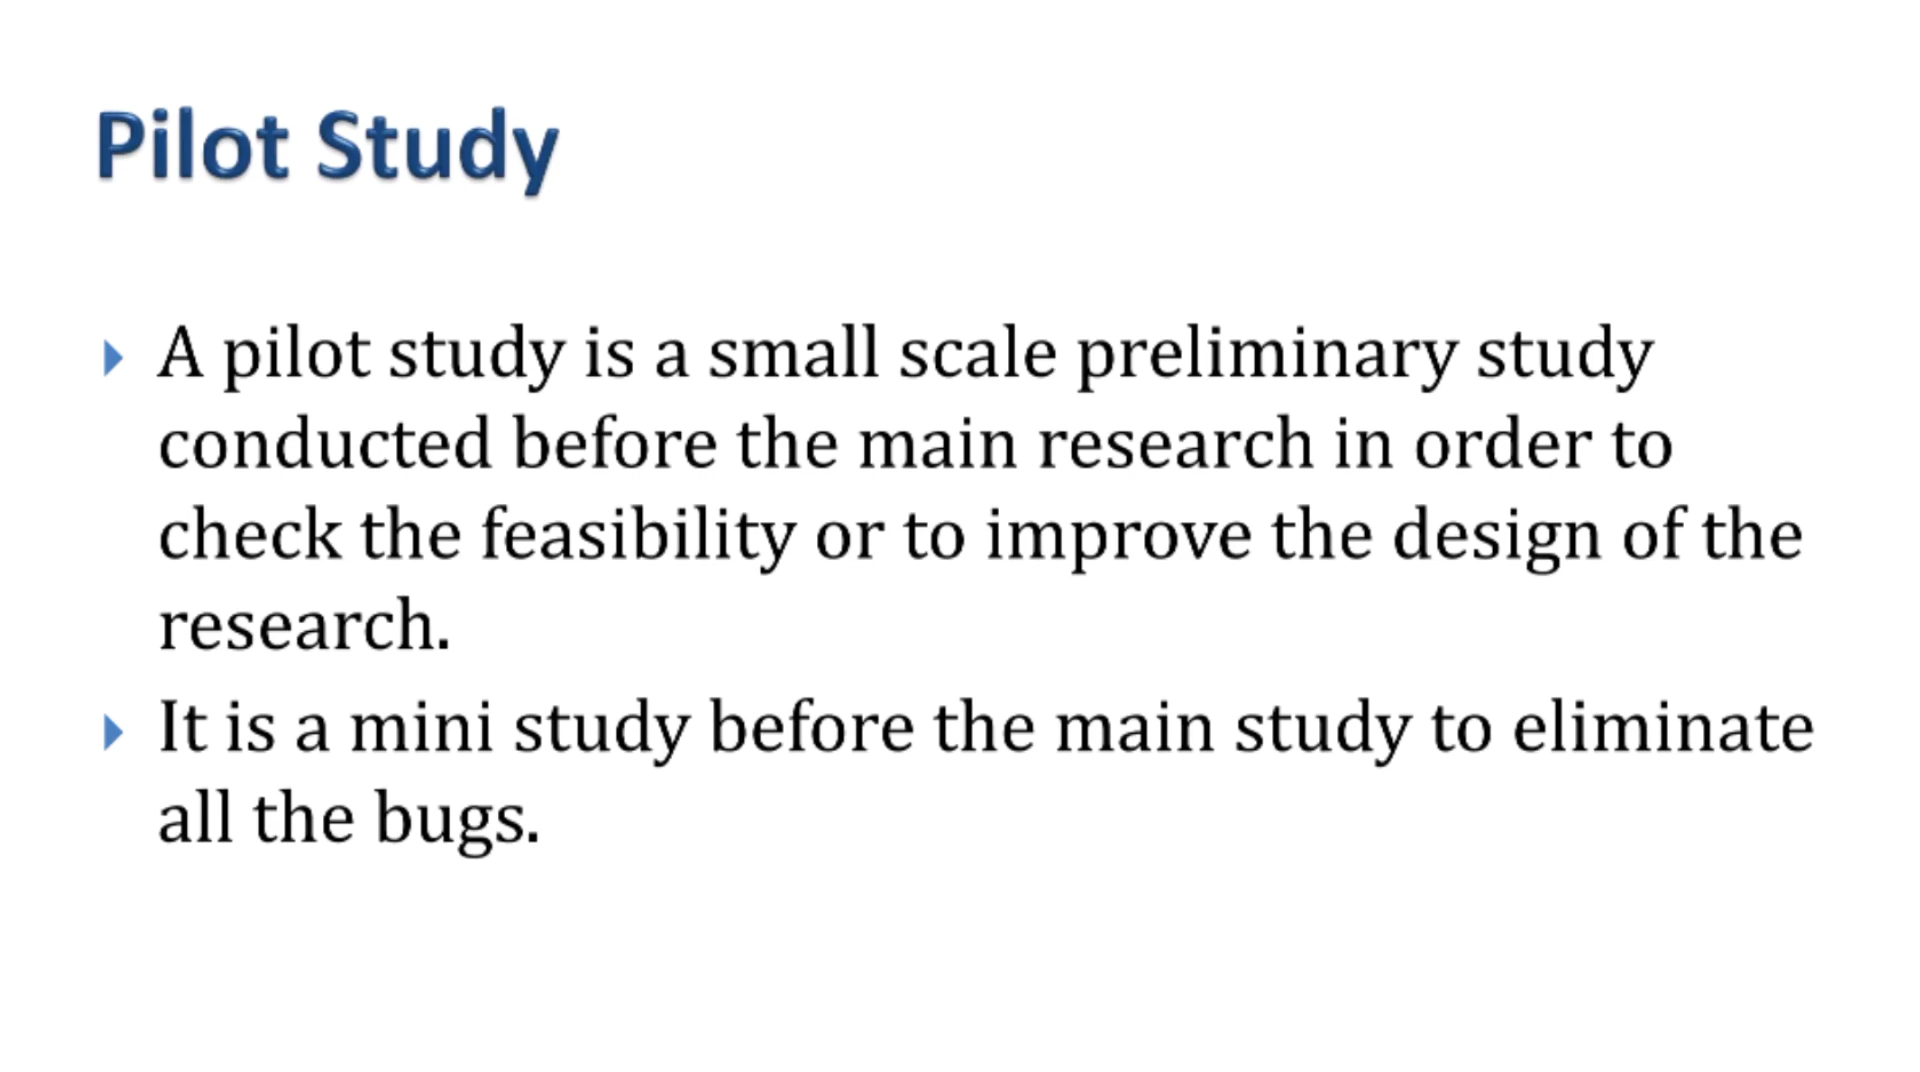 Pilot Study
A pilot study is a small scale preliminary study
conducted before the main research in order to
check the feasibility or to improve the design of the
research.
It is a mini study before the main study to eliminate
all the bugs.